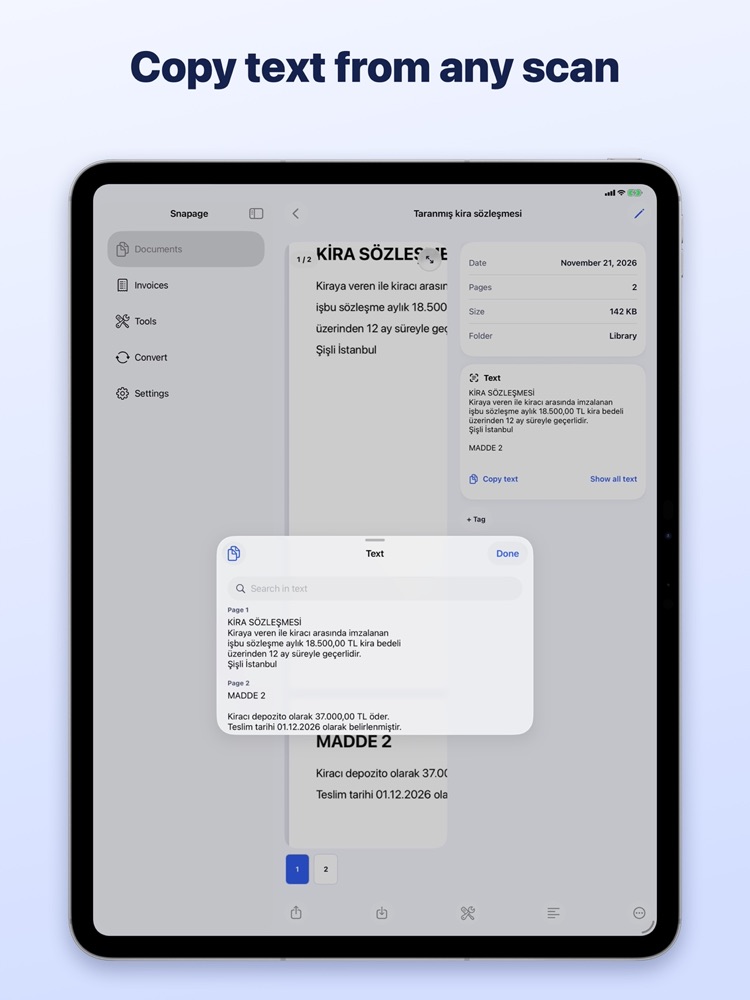 Copy text from any scan
Snapage
Taranmış kira sözleşmesi
Documents
Invoices
Tools
Convert
Settings
1 / 2
KİRA SÖZLEŞME
Kiraya veren ile kiracı arasın
işbu sözleşme aylık 18.500
üzerinden 12 ay süreyle geç
Şişli İstanbul
Date November 21, 2026
Pages 2
Size 142 KB
Folder Library
Text
KİRA SÖZLEŞMESİ
Kiraya veren ile kiracı arasında imzalanan
işbu sözleşme aylık 18.500,00 TL kira bedeli
üzerinden 12 ay süreyle geçerlidir.
Şişli İstanbul
MADDE 2
Copy text Show all text
+ Tag
Text
Done
Search in text
Page 1
KİRA SÖZLEŞMESİ
Kiraya veren ile kiracı arasında imzalanan
işbu sözleşme aylık 18.500,00 TL kira bedeli
üzerinden 12 ay süreyle geçerlidir.
Şişli İstanbul
Page 2
MADDE 2
Kiracı depozito olarak 37.000,00 TL öder.
Teslim tarihi 01.12.2026 olarak belirlenmiştir.
MADDE 2
Kiracı depozito olarak 37.00
Teslim tarihi 01.12.2026 ola
1 2